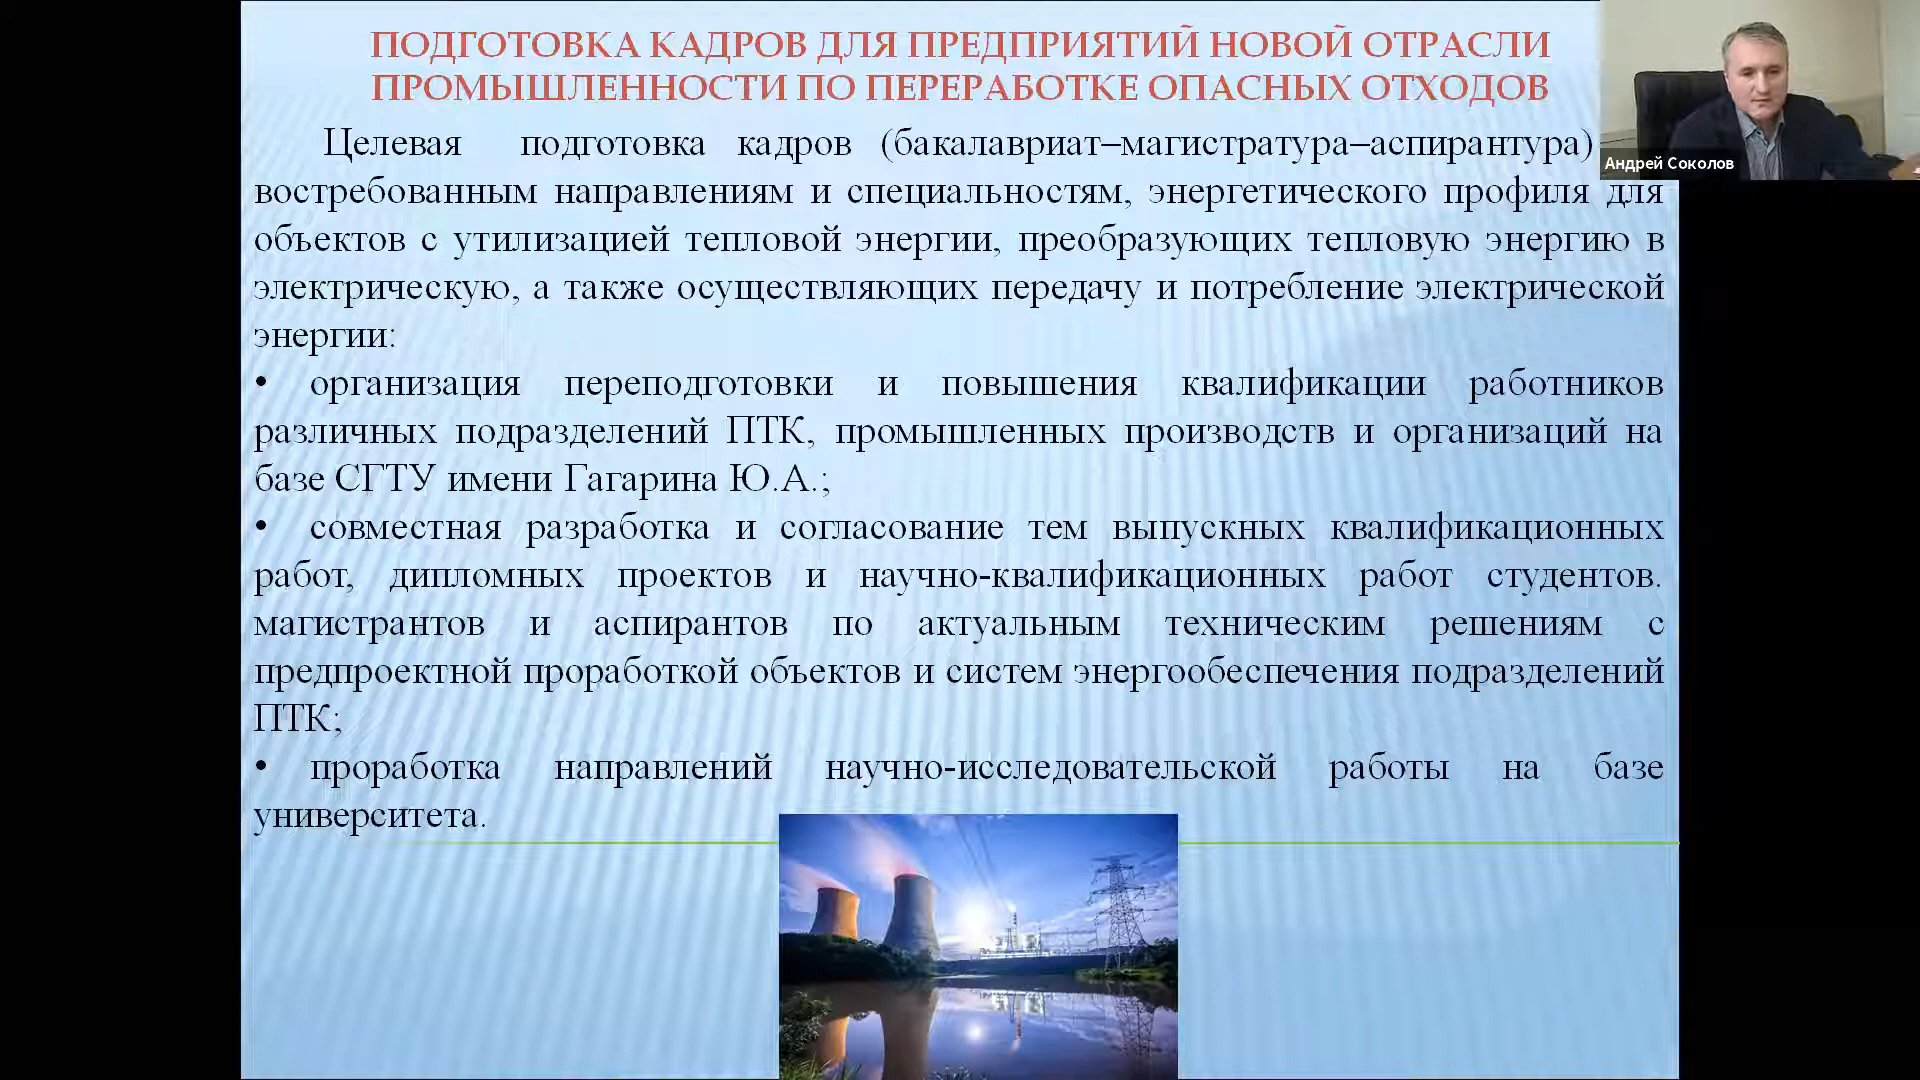 ПОДГОТОВКА КАДРОВ ДЛЯ ПРЕДПРИЯТИЙ НОВОЙ ОТРАСЛИ
ПРОМЫШЛЕННОСТИ ПО ПЕРЕРАБОТКЕ ОПАСНЫХ ОТХОДОВ
Андрей Соколов
Целевая подготовка кадров (бакалавриат–магистратура–аспирантура)
востребованным направлениям и специальностям, энергетического профиля для
объектов с утилизацией тепловой энергии, преобразующих тепловую энергию в
электрическую, а также осуществляющих передачу и потребление электрической
энергии:
• организация переподготовки и повышения квалификации работников
различных подразделений ПТК, промышленных производств и организаций на
базе СГТУ имени Гагарина Ю.А.;
• совместная разработка и согласование тем выпускных квалификационных
работ, дипломных проектов и научно-квалификационных работ студентов.
магистрантов и аспирантов по актуальным техническим решениям с
предпроектной проработкой объектов и систем энергообеспечения подразделений
ПТК;
• проработка направлений научно-исследовательской работы на базе
университета.